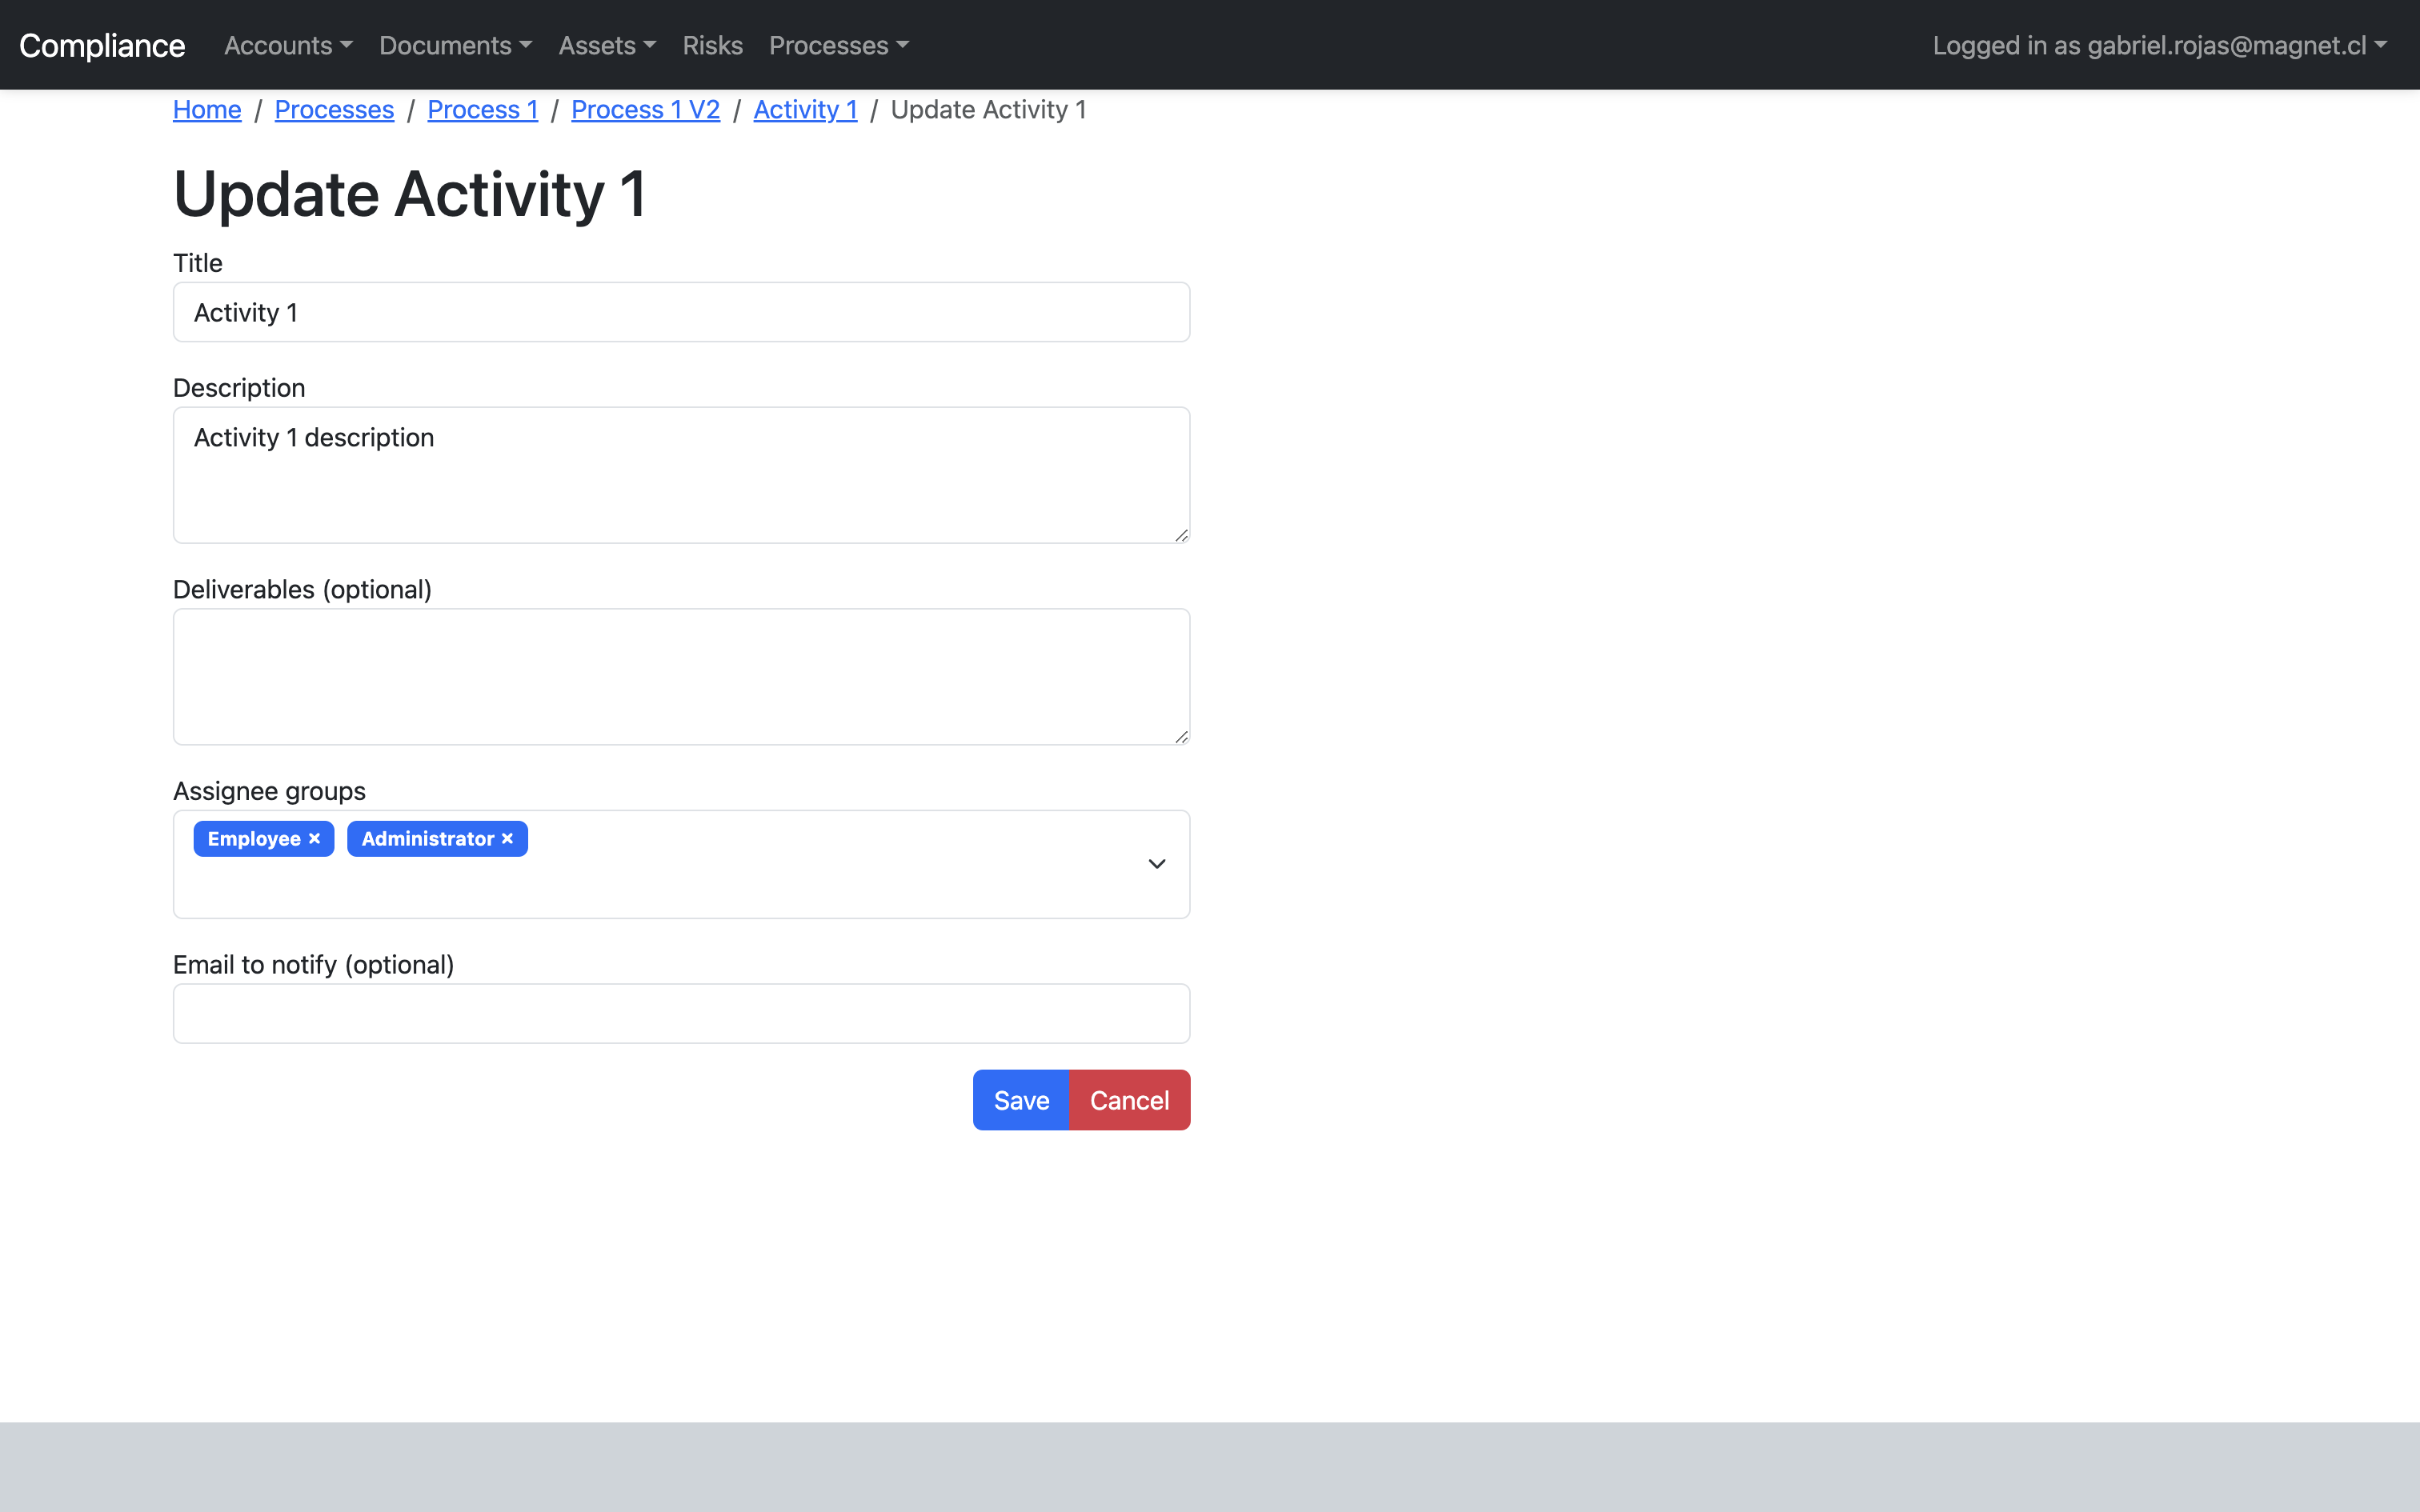 Compliance Accounts Documents Assets Risks Processes Logged in as gabriel.rojas@magnet.cl
Home / Processes / Process 1 / Process 1 V2 / Activity 1 / Update Activity 1
Update Activity 1
Title
Activity 1
Description
Activity 1 description
Deliverables (optional)
Assignee groups
Employee × Administrator ×
Email to notify (optional)
Save Cancel